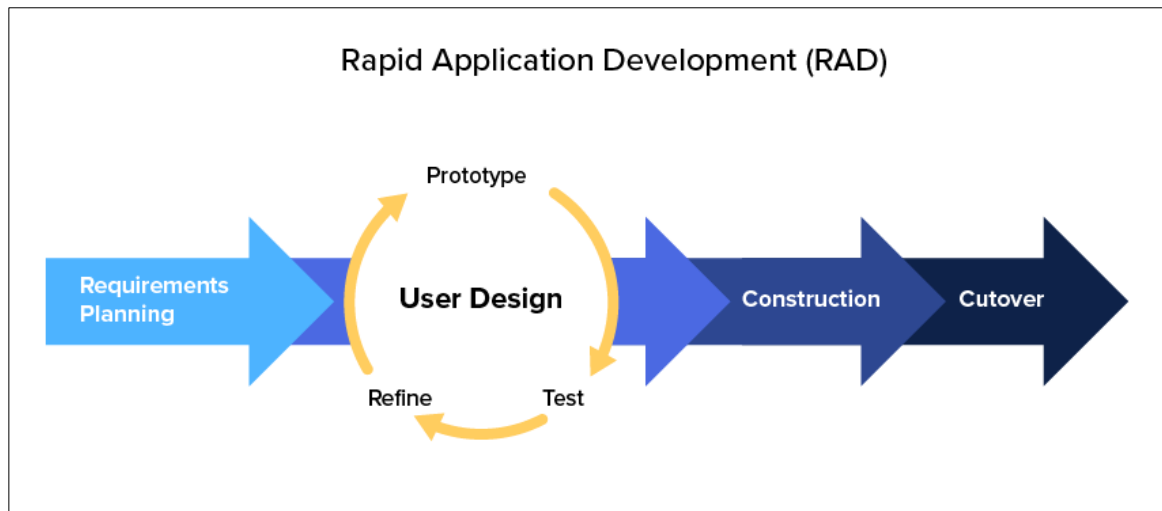 Rapid Application Development (RAD)
Prototype
Requirements
Planning
User Design
Construction
Cutover
Refine
Test